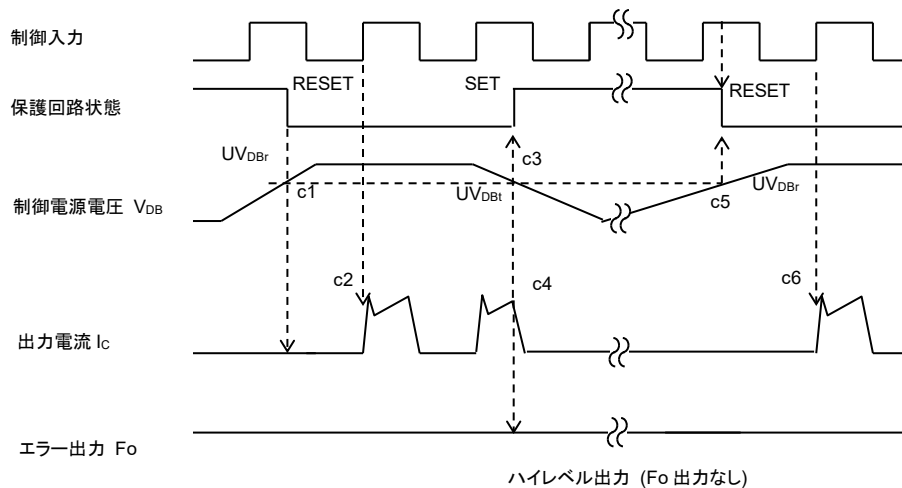 制御入力
RESET
SET
RESET
保護回路状態
UVDBr
c3
c1
UVDBt
c5
UVDBr
制御電源電圧 VDB
c2
c4
c6
出力電流 IC
エラー出力 Fo
ハイレベル出力 (Fo 出力なし)